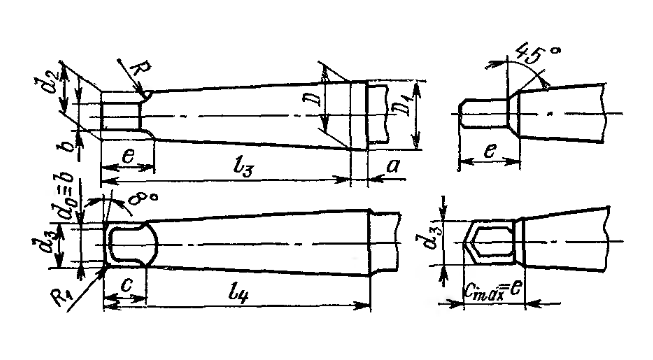 d₂
R
D
D₁
45°
b
e
l₃
a
e
d₀=b
8°
d₃
d₃
R₁
c
l₄
cmax=e